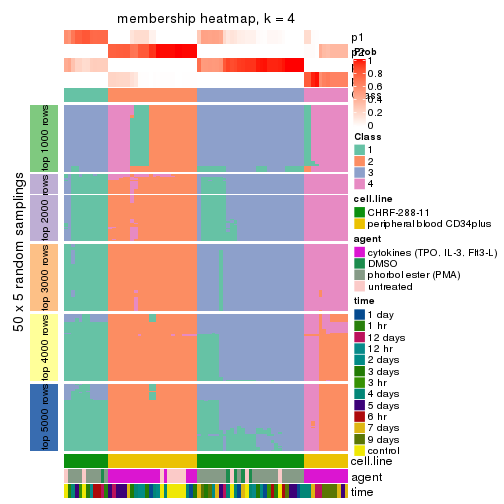 membership heatmap, k = 4
p1
p2
Prob
1
0.8
0.6
0.4
0.2
0
Class
1
2
3
4
cell.line
CHRF-288-11
peripheral blood CD34plus
agent
cytokines (TPO, IL-3, Flt3-L)
DMSO
phorbol ester (PMA)
untreated
time
1 day
1 hr
12 days
12 hr
2 days
3 days
3 hr
4 days
5 days
6 hr
7 days
9 days
control
cell.line
agent
time
50 x 5 random samplings
top 1000 rows
top 2000 rows
top 3000 rows
top 4000 rows
top 5000 rows